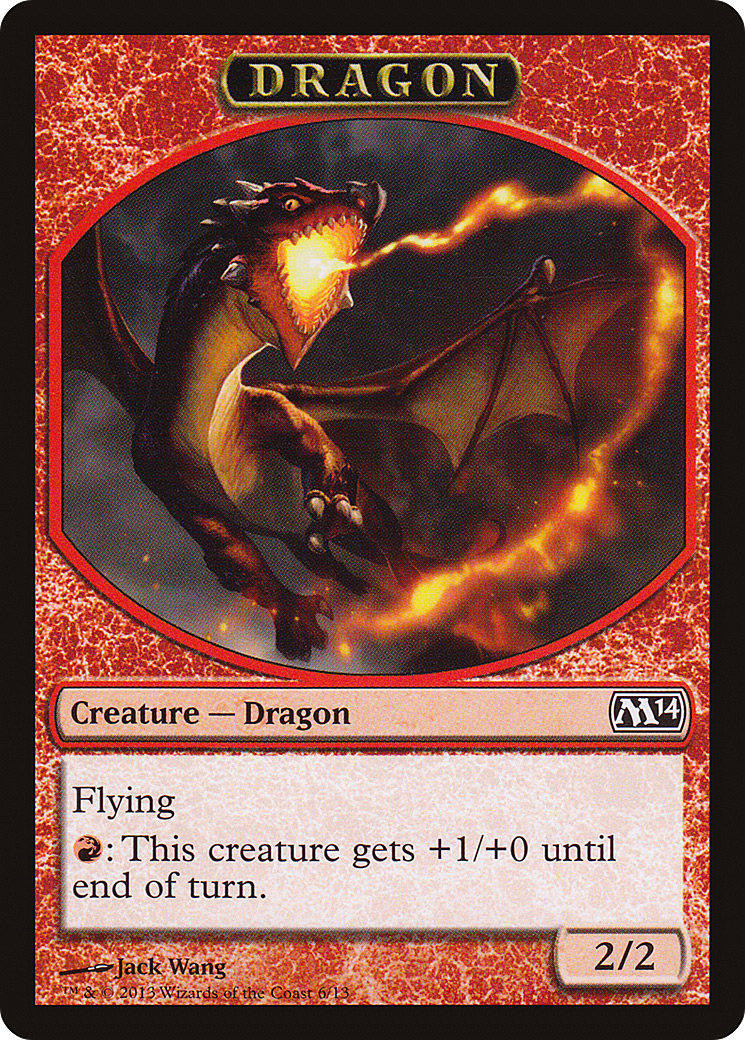 DRAGON
Creature — Dragon
M14
Flying
: This creature gets +1/+0 until
end of turn.
2/2
Jack Wang
™ & © 2013 Wizards of the Coast 6/13